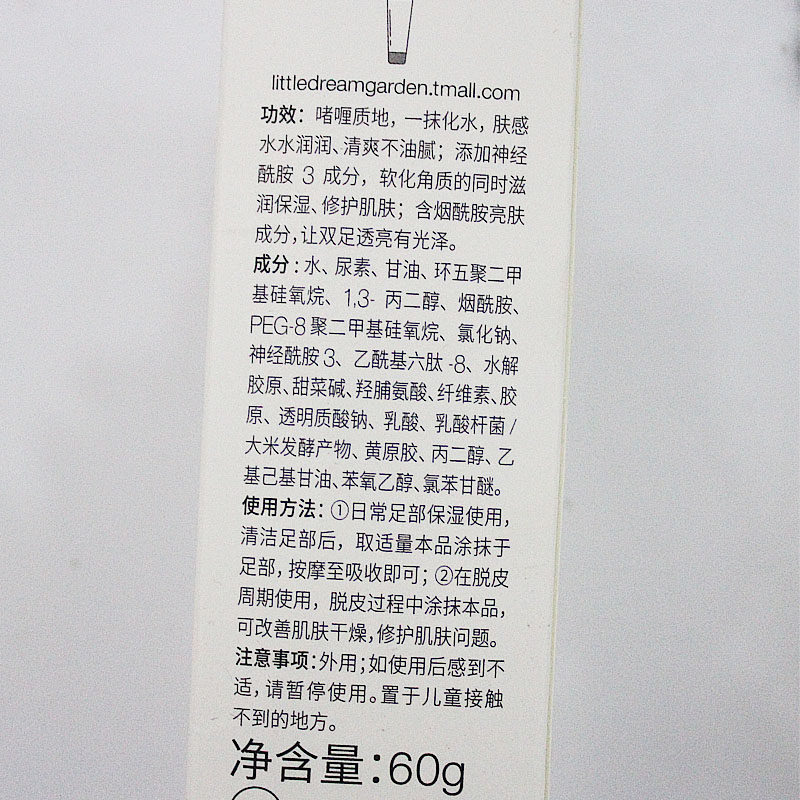 littledreamgarden.tmall.com
功效：啫喱质地，一抹化水，肤感
水水润润、清爽不油腻；添加神经
酰胺 3 成分，软化角质的同时滋
润保湿、修护肌肤；含烟酰胺亮肤
成分，让双足透亮有光泽。
成分：水、尿素、甘油、环五聚二甲
基硅氧烷、1,3- 丙二醇、烟酰胺、
PEG-8 聚二甲基硅氧烷、氯化钠、
神经酰胺 3、乙酰基六肽 -8、水解
胶原、甜菜碱、羟脯氨酸、纤维素、胶
原、透明质酸钠、乳酸、乳酸杆菌 /
大米发酵产物、黄原胶、丙二醇、乙
基己基甘油、苯氧乙醇、氯苯甘醚。
使用方法：①日常足部保湿使用，
清洁足部后，取适量本品涂抹于
足部，按摩至吸收即可；②在脱皮
周期使用，脱皮过程中涂抹本品，
可改善肌肤干燥，修护肌肤问题。
注意事项：外用；如使用后感到不
适，请暂停使用。置于儿童接触
不到的地方。
净含量：60g